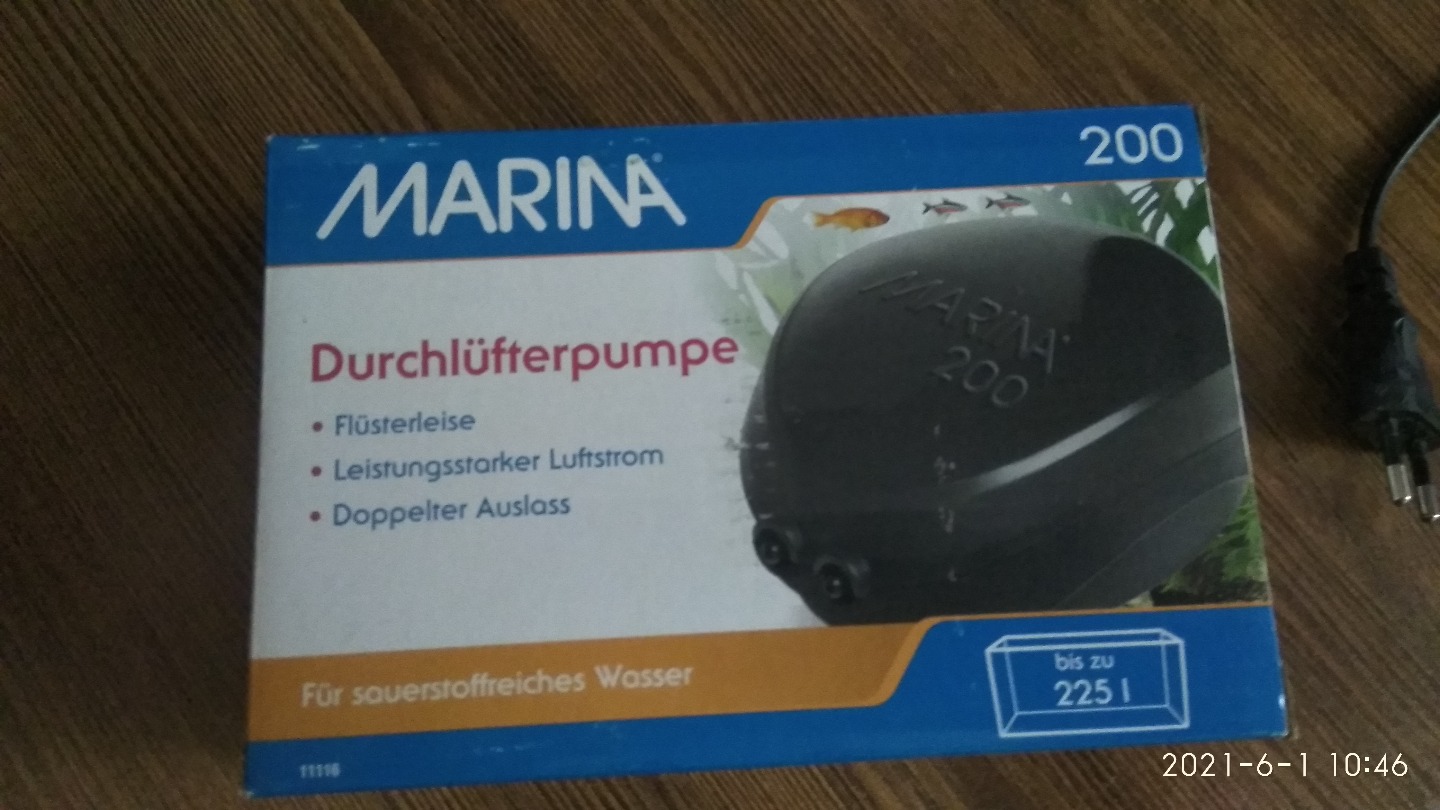 MARINA
200
MARINA
200
Durchlüfterpumpe
• Flüsterleise
• Leistungsstarker Luftstrom
• Doppelter Auslass
Für sauerstoffreiches Wasser
bis zu
225 l
11116
2021-6-1 10:46